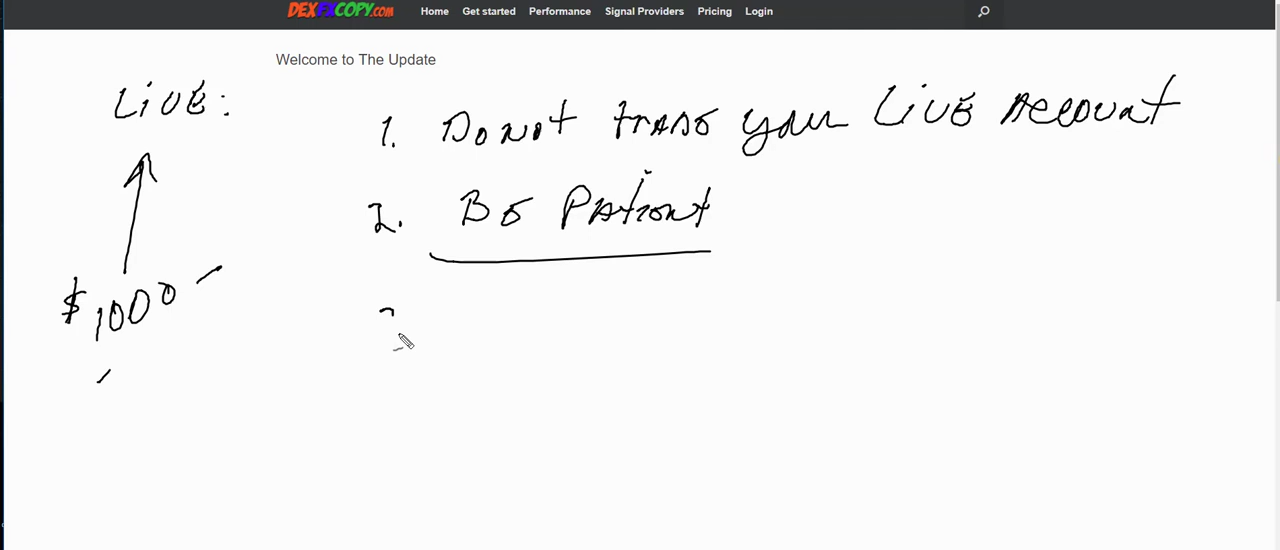 DEXFXCOPY.com Home Get started Performance Signal Providers Pricing Login
Welcome to The Update
LIVE:
1. Do not trade your Live Account
2. Be Patient
$1000